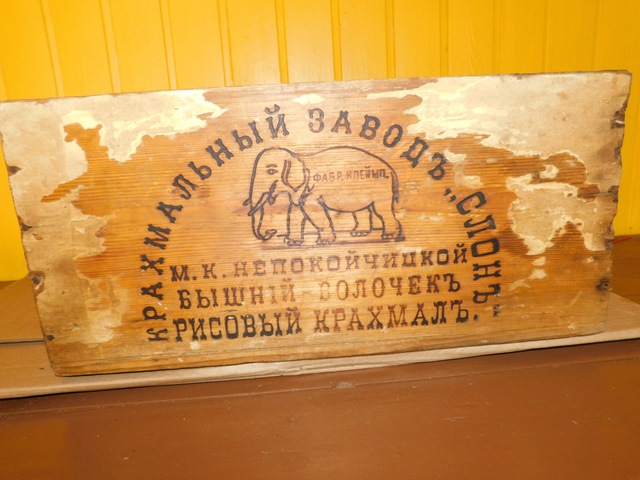 КРАХМАЛЬНЫЙ ЗАВОДЪ „СЛОНЪ"
ФАБР. КЛЕЙМ.
М. К. НЕПОКОЙЧИЦКОЙ
ВЫШНІЙ-ВОЛОЧЕКЪ
РИСОВЫЙ КРАХМАЛЪ.